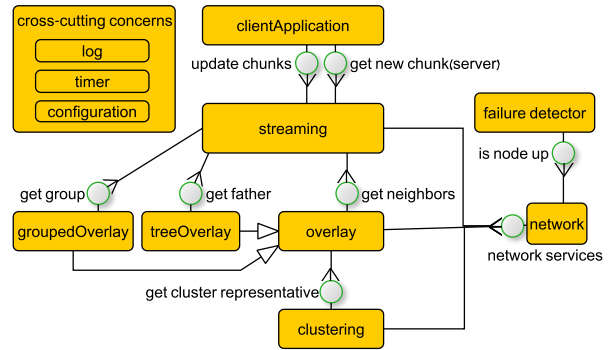 cross-cutting concerns
log
timer
configuration
clientApplication
update chunks
get new chunk(server)
streaming
failure detector
is node up
get group
get father
get neighbors
groupedOverlay
treeOverlay
overlay
network
network services
get cluster representative
clustering